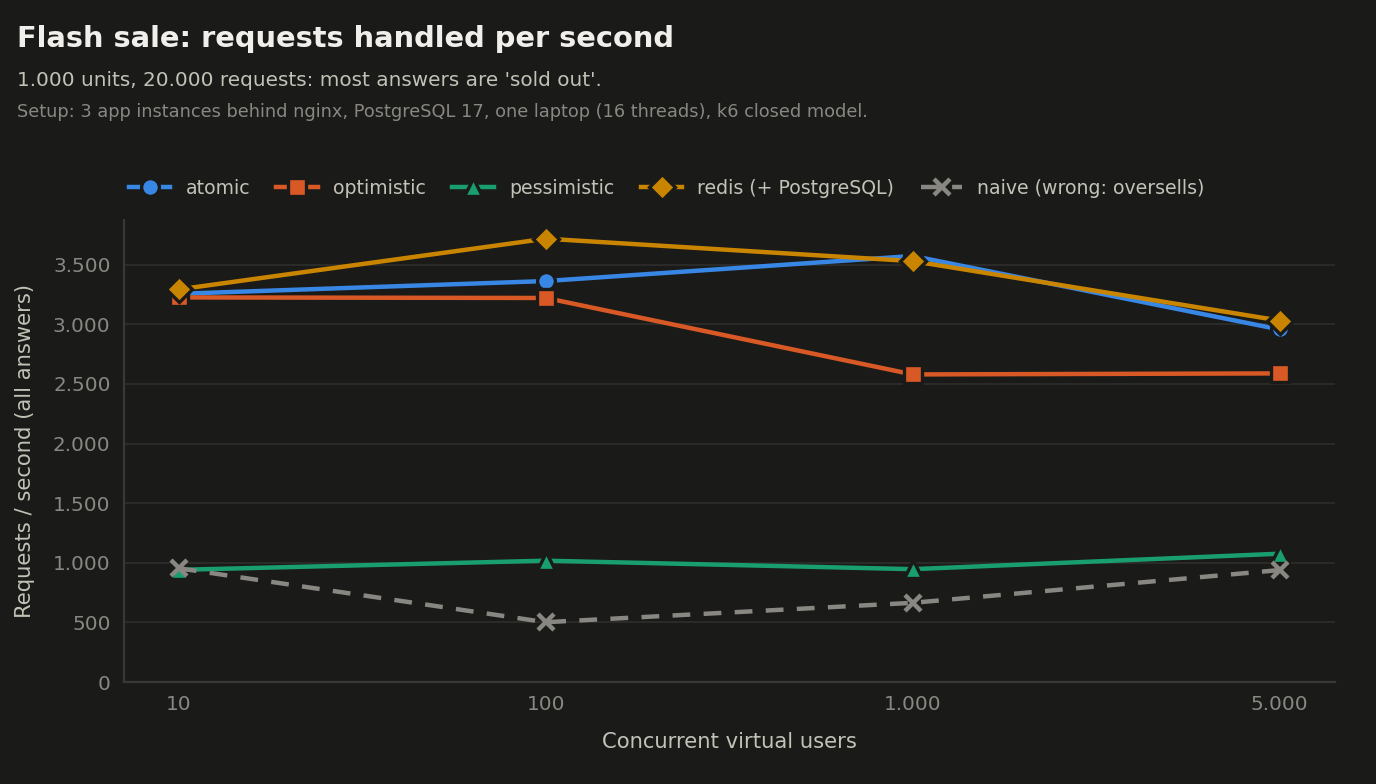 Flash sale: requests handled per second
1.000 units, 20.000 requests: most answers are 'sold out'.
Setup: 3 app instances behind nginx, PostgreSQL 17, one laptop (16 threads), k6 closed model.
atomic optimistic pessimistic redis (+ PostgreSQL) naive (wrong: oversells)
Requests / second (all answers)
3.500
3.000
2.500
2.000
1.500
1.000
500
0
10 100 1.000 5.000
Concurrent virtual users